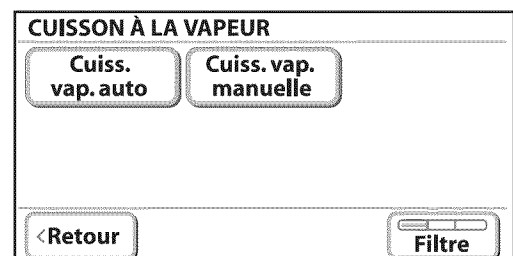 CUISSON À LA VAPEUR
Cuiss.
vap. auto
Cuiss. vap.
manuelle
<Retour
Filtre